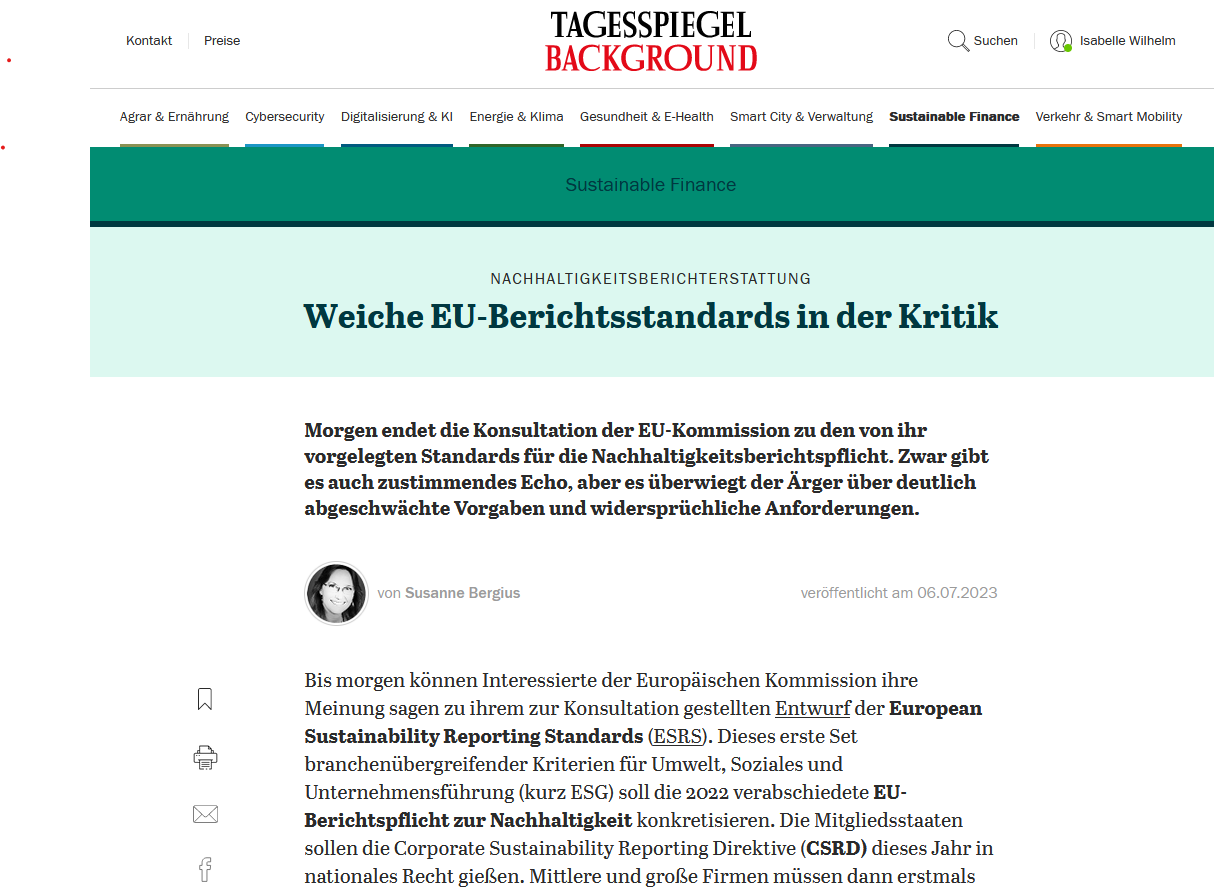 Kontakt
Preise
TAGESSPIEGEL
BACKGROUND
Suchen
Isabelle Wilhelm
Agrar & Ernährung
Cybersecurity
Digitalisierung & KI
Energie & Klima
Gesundheit & E-Health
Smart City & Verwaltung
Sustainable Finance
Verkehr & Smart Mobility
Sustainable Finance
NACHHALTIGKEITSBERICHTERSTATTUNG
Weiche EU-Berichtsstandards in der Kritik
Morgen endet die Konsultation der EU-Kommission zu den von ihr
vorgelegten Standards für die Nachhaltigkeitsberichtspflicht. Zwar gibt
es auch zustimmendes Echo, aber es überwiegt der Ärger über deutlich
abgeschwächte Vorgaben und widersprüchliche Anforderungen.
von Susanne Bergius
veröffentlicht am 06.07.2023
Bis morgen können Interessierte der Europäischen Kommission ihre
Meinung sagen zu ihrem zur Konsultation gestellten Entwurf der European
Sustainability Reporting Standards (ESRS). Dieses erste Set
branchenübergreifender Kriterien für Umwelt, Soziales und
Unternehmensführung (kurz ESG) soll die 2022 verabschiedete EU-
Berichtspflicht zur Nachhaltigkeit konkretisieren. Die Mitgliedsstaaten
sollen die Corporate Sustainability Reporting Direktive (CSRD) dieses Jahr in
nationales Recht gießen. Mittlere und große Firmen müssen dann erstmals